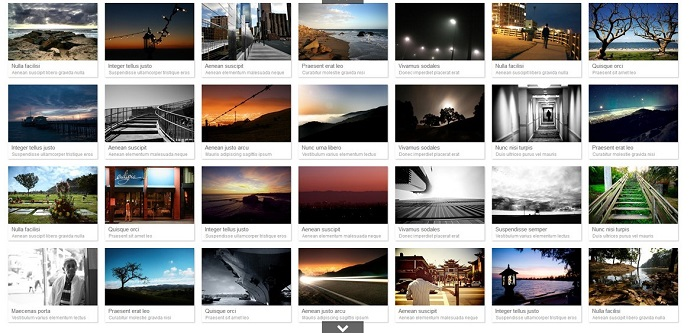 Nulla facilisi
Aenean suscipit libero gravida nulla
Integer tellus justo
Suspendisse ullamcorper tristique eros
Aenean suscipit
Aenean elementum malesuada neque
Praesent erat leo
Curabitur molestie gravida nisi
Vivamus sodales
Donec imperdiet placerat erat
Nulla facilisi
Aenean suscipit libero gravida nulla
Quisque orci
Praesent sit amet leo
Integer tellus justo
Suspendisse ullamcorper tristique eros
Aenean suscipit
Aenean elementum malesuada neque
Aenean justo arcu
Mauris adipiscing sagittis ipsum
Nunc urna libero
Vestibulum varius elementum metus
Vivamus sodales
Donec imperdiet placerat erat
Nunc nisi turpis
Duis ultrices purus vel mauris
Praesent erat leo
Curabitur molestie gravida nisi
Nulla facilisi
Aenean suscipit libero gravida nulla
Quisque orci
Praesent sit amet leo
Integer tellus justo
Suspendisse ullamcorper tristique eros
Aenean suscipit
Aenean elementum malesuada neque
Vivamus sodales
Donec imperdiet placerat erat
Suspendisse semper
Vestibulum varius elementum metus
Nunc nisi turpis
Duis ultrices purus vel mauris
Maecenas porta
Vestibulum varius elementum metus
Praesent erat leo
Curabitur molestie gravida nisi
Quisque orci
Praesent sit amet leo
Aenean justo arcu
Mauris adipiscing sagittis ipsum
Aenean suscipit
Aenean elementum malesuada neque
Integer tellus justo
Suspendisse ullamcorper tristique eros
Nulla facilisi
Aenean suscipit libero gravida nulla